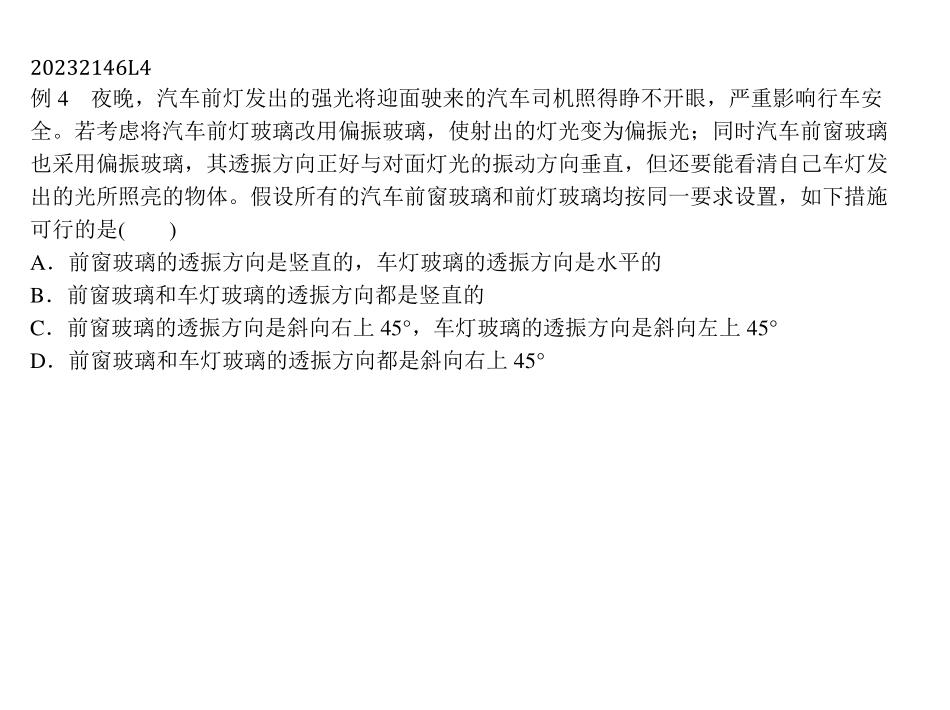 20232146L4
例 4　夜晚，汽车前灯发出的强光将迎面驶来的汽车司机照得睁不开眼，严重影响行车安
全。若考虑将汽车前灯玻璃改用偏振玻璃，使射出的灯光变为偏振光；同时汽车前窗玻璃
也采用偏振玻璃，其透振方向正好与对面灯光的振动方向垂直，但还要能看清自己车灯发
出的光所照亮的物体。假设所有的汽车前窗玻璃和前灯玻璃均按同一要求设置，如下措施
可行的是(　　)
A．前窗玻璃的透振方向是竖直的，车灯玻璃的透振方向是水平的
B．前窗玻璃和车灯玻璃的透振方向都是竖直的
C．前窗玻璃的透振方向是斜向右上 45°，车灯玻璃的透振方向是斜向左上 45°
D．前窗玻璃和车灯玻璃的透振方向都是斜向右上 45°